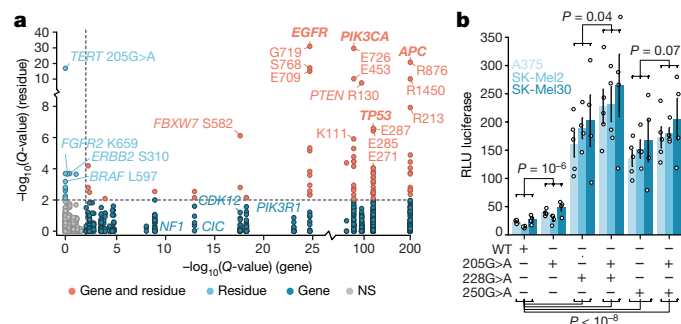 a
b
40
30
20
10
8
6
4
2
0
–log10(Q-value) (residue)
TERT 205G>A
EGFR
PIK3CA
APC
G719
S768
E709
E726
E453
PTEN R130
R876
R1450
R213
TP53
FBXW7 S582
K111
E287
E285
E271
FGFR2 K659
ERBB2 S310
BRAF L597
CDK12
PIK3R1
NF1
CIC
0 5 10 15 20 25 100 200
–log10(Q-value) (gene)
Gene and residue Residue Gene NS
P = 0.04
P = 0.07
P = 10–6
A375
SK-Mel2
SK-Mel30
350
300
250
200
150
100
50
0
RLU luciferase
WT + – – – – –
205G>A – + – + – +
228G>A – – + + – –
250G>A – – – – + +
P < 10–8